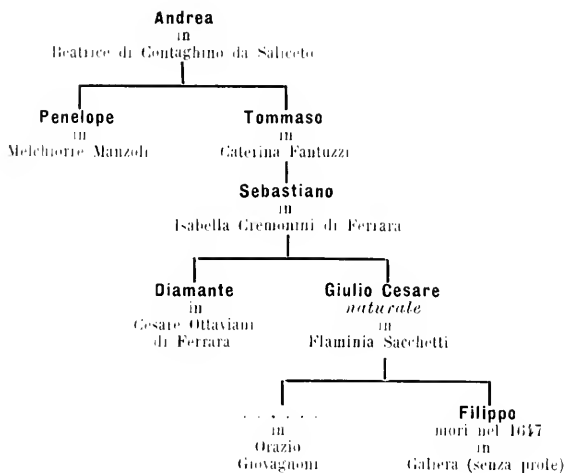 Andrea
in
Beatrice di Gontaghino da Saliceto
Penelope
in
Melchiorre Manzoli
Tommaso
in
Caterina Fantuzzi
Sebastiano
in
Isabella Cremonini di Ferrara
Diamante
in
Cesare Ottaviani
di Ferrara
Giulio Cesare
naturale
in
Flaminia Sacchetti
. . . . . .
in
Orazio
Giovagnoni
Filippo
morì nel 1647
in
Galiera (senza prole)